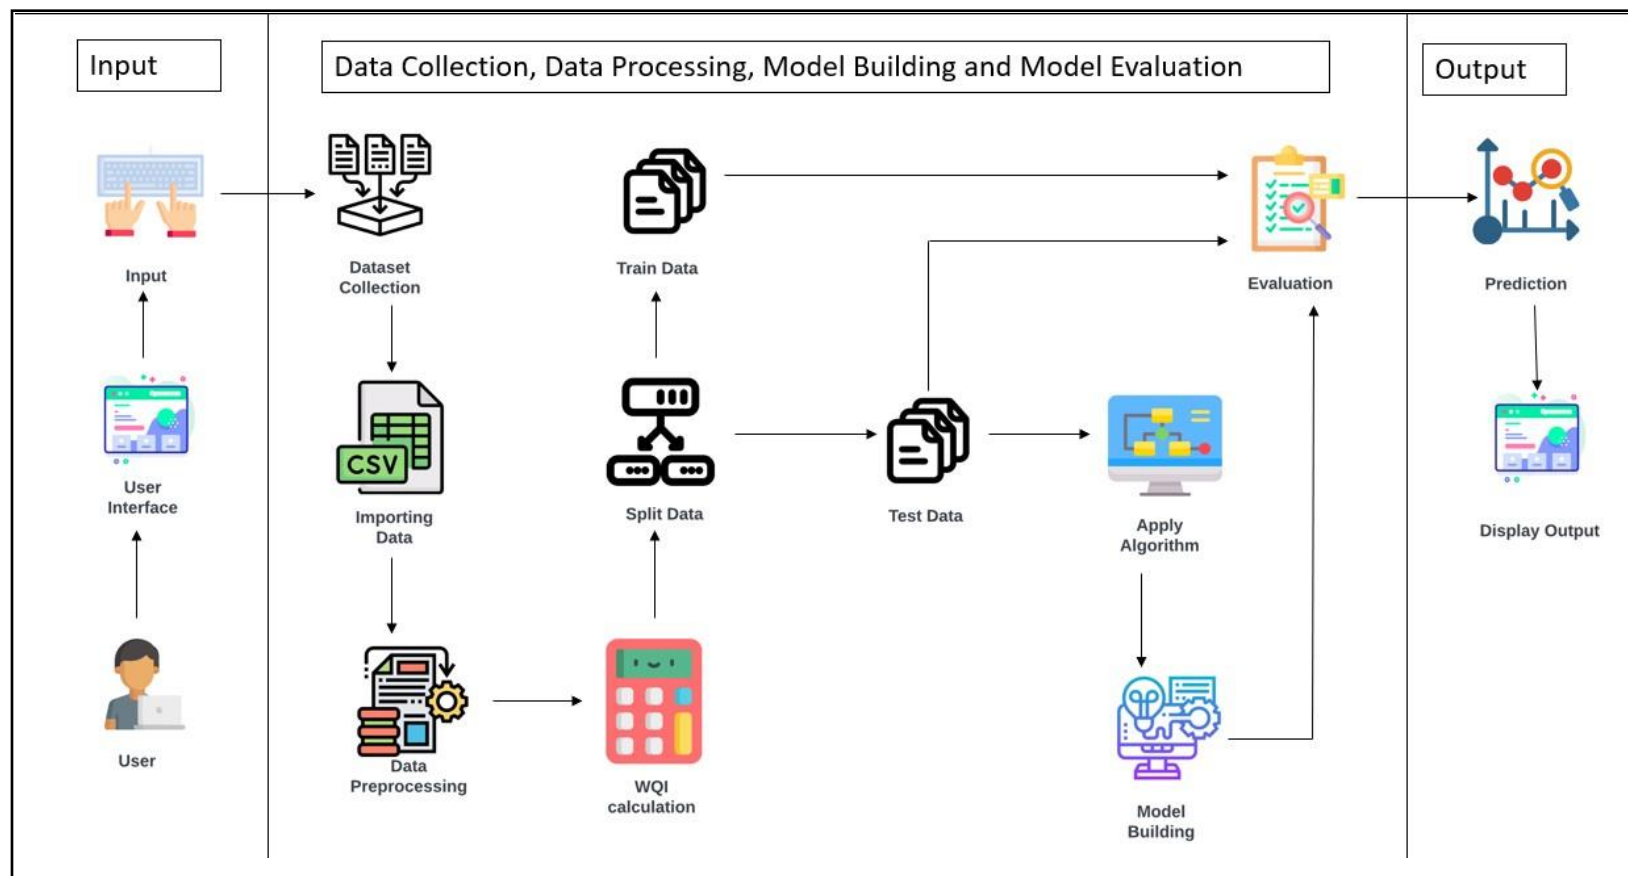 Input
Data Collection, Data Processing, Model Building and Model Evaluation
Output
Input
Dataset
Collection
Train Data
Evaluation
Prediction
User
Interface
CSV
Importing
Data
Split Data
Test Data
Apply
Algorithm
Display Output
User
Data
Preprocessing
WQI
calculation
Model
Building